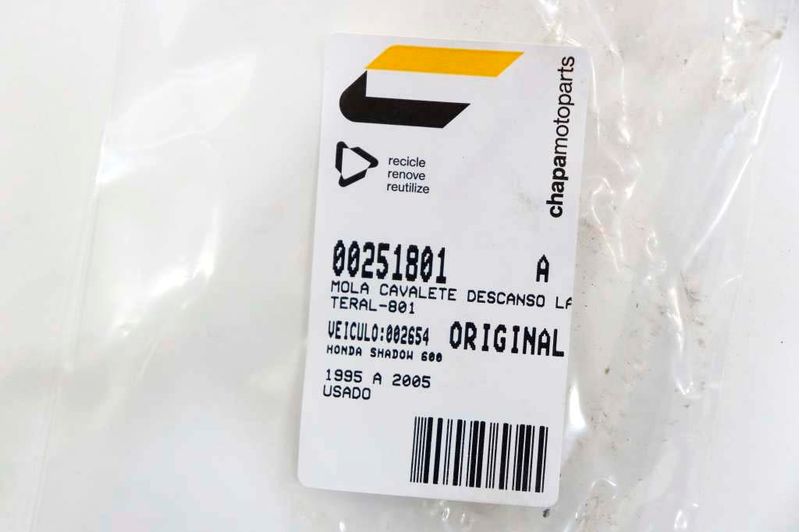 chapamotoparts
recicle
renove
reutilize
00251801 A
MOLA CAVALETE DESCANSO LA
TERAL-801
VEICULO:002654 ORIGINAL
HONDA SHADOW 600
1995 A 2005
USADO